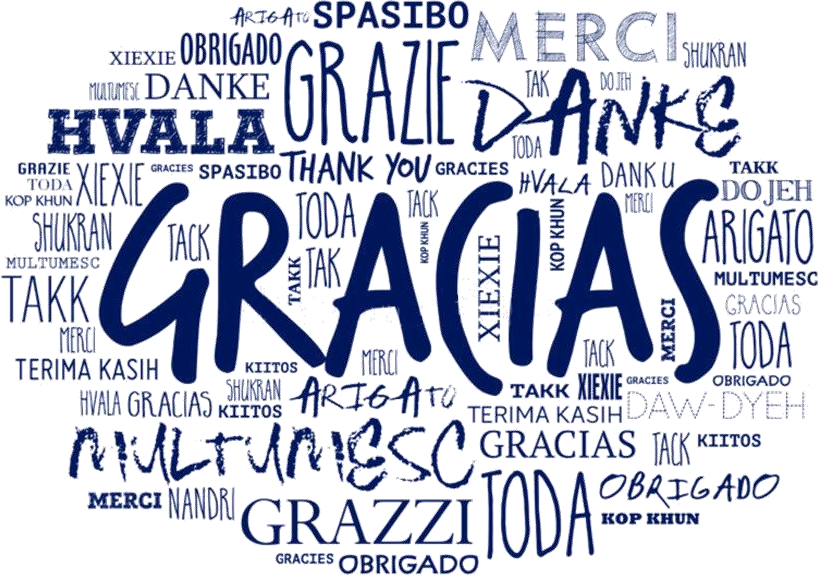 ARIGATO SPASIBO
XIEXIE OBRIGADO GRAZIE MERCI SHUKRAN
MULTUMESC DANKE TAK DO JEH DANKE
HVALA TODA
GRAZIE XIEXIE GRACIES SPASIBO THANK YOU GRACIES HVALA DANK U TAKK
TODA MERCI DO JEH
KOP KHUN
SHUKRAN TACK TODA TACK KOP KHUN KOP KHUN ARIGATO
GRACIAS
MULTUMESC TAKK TAK XIEXIE MULTUMESC
TAKK GRACIAS
MERCI MERCI TACK MERCI TODA
TERIMA KASIH KIITOS GRACIES OBRIGADO
HVALA GRACIAS SHUKRAN ARIGATO TAKK XIEXIE DAW-DYEH
KIITOS TERIMA KASIH
MULTUMESC GRACIAS TACK KIITOS
MERCI NANDRI GRAZZI TODA OBRIGADO
KOP KHUN
GRACIES OBRIGADO